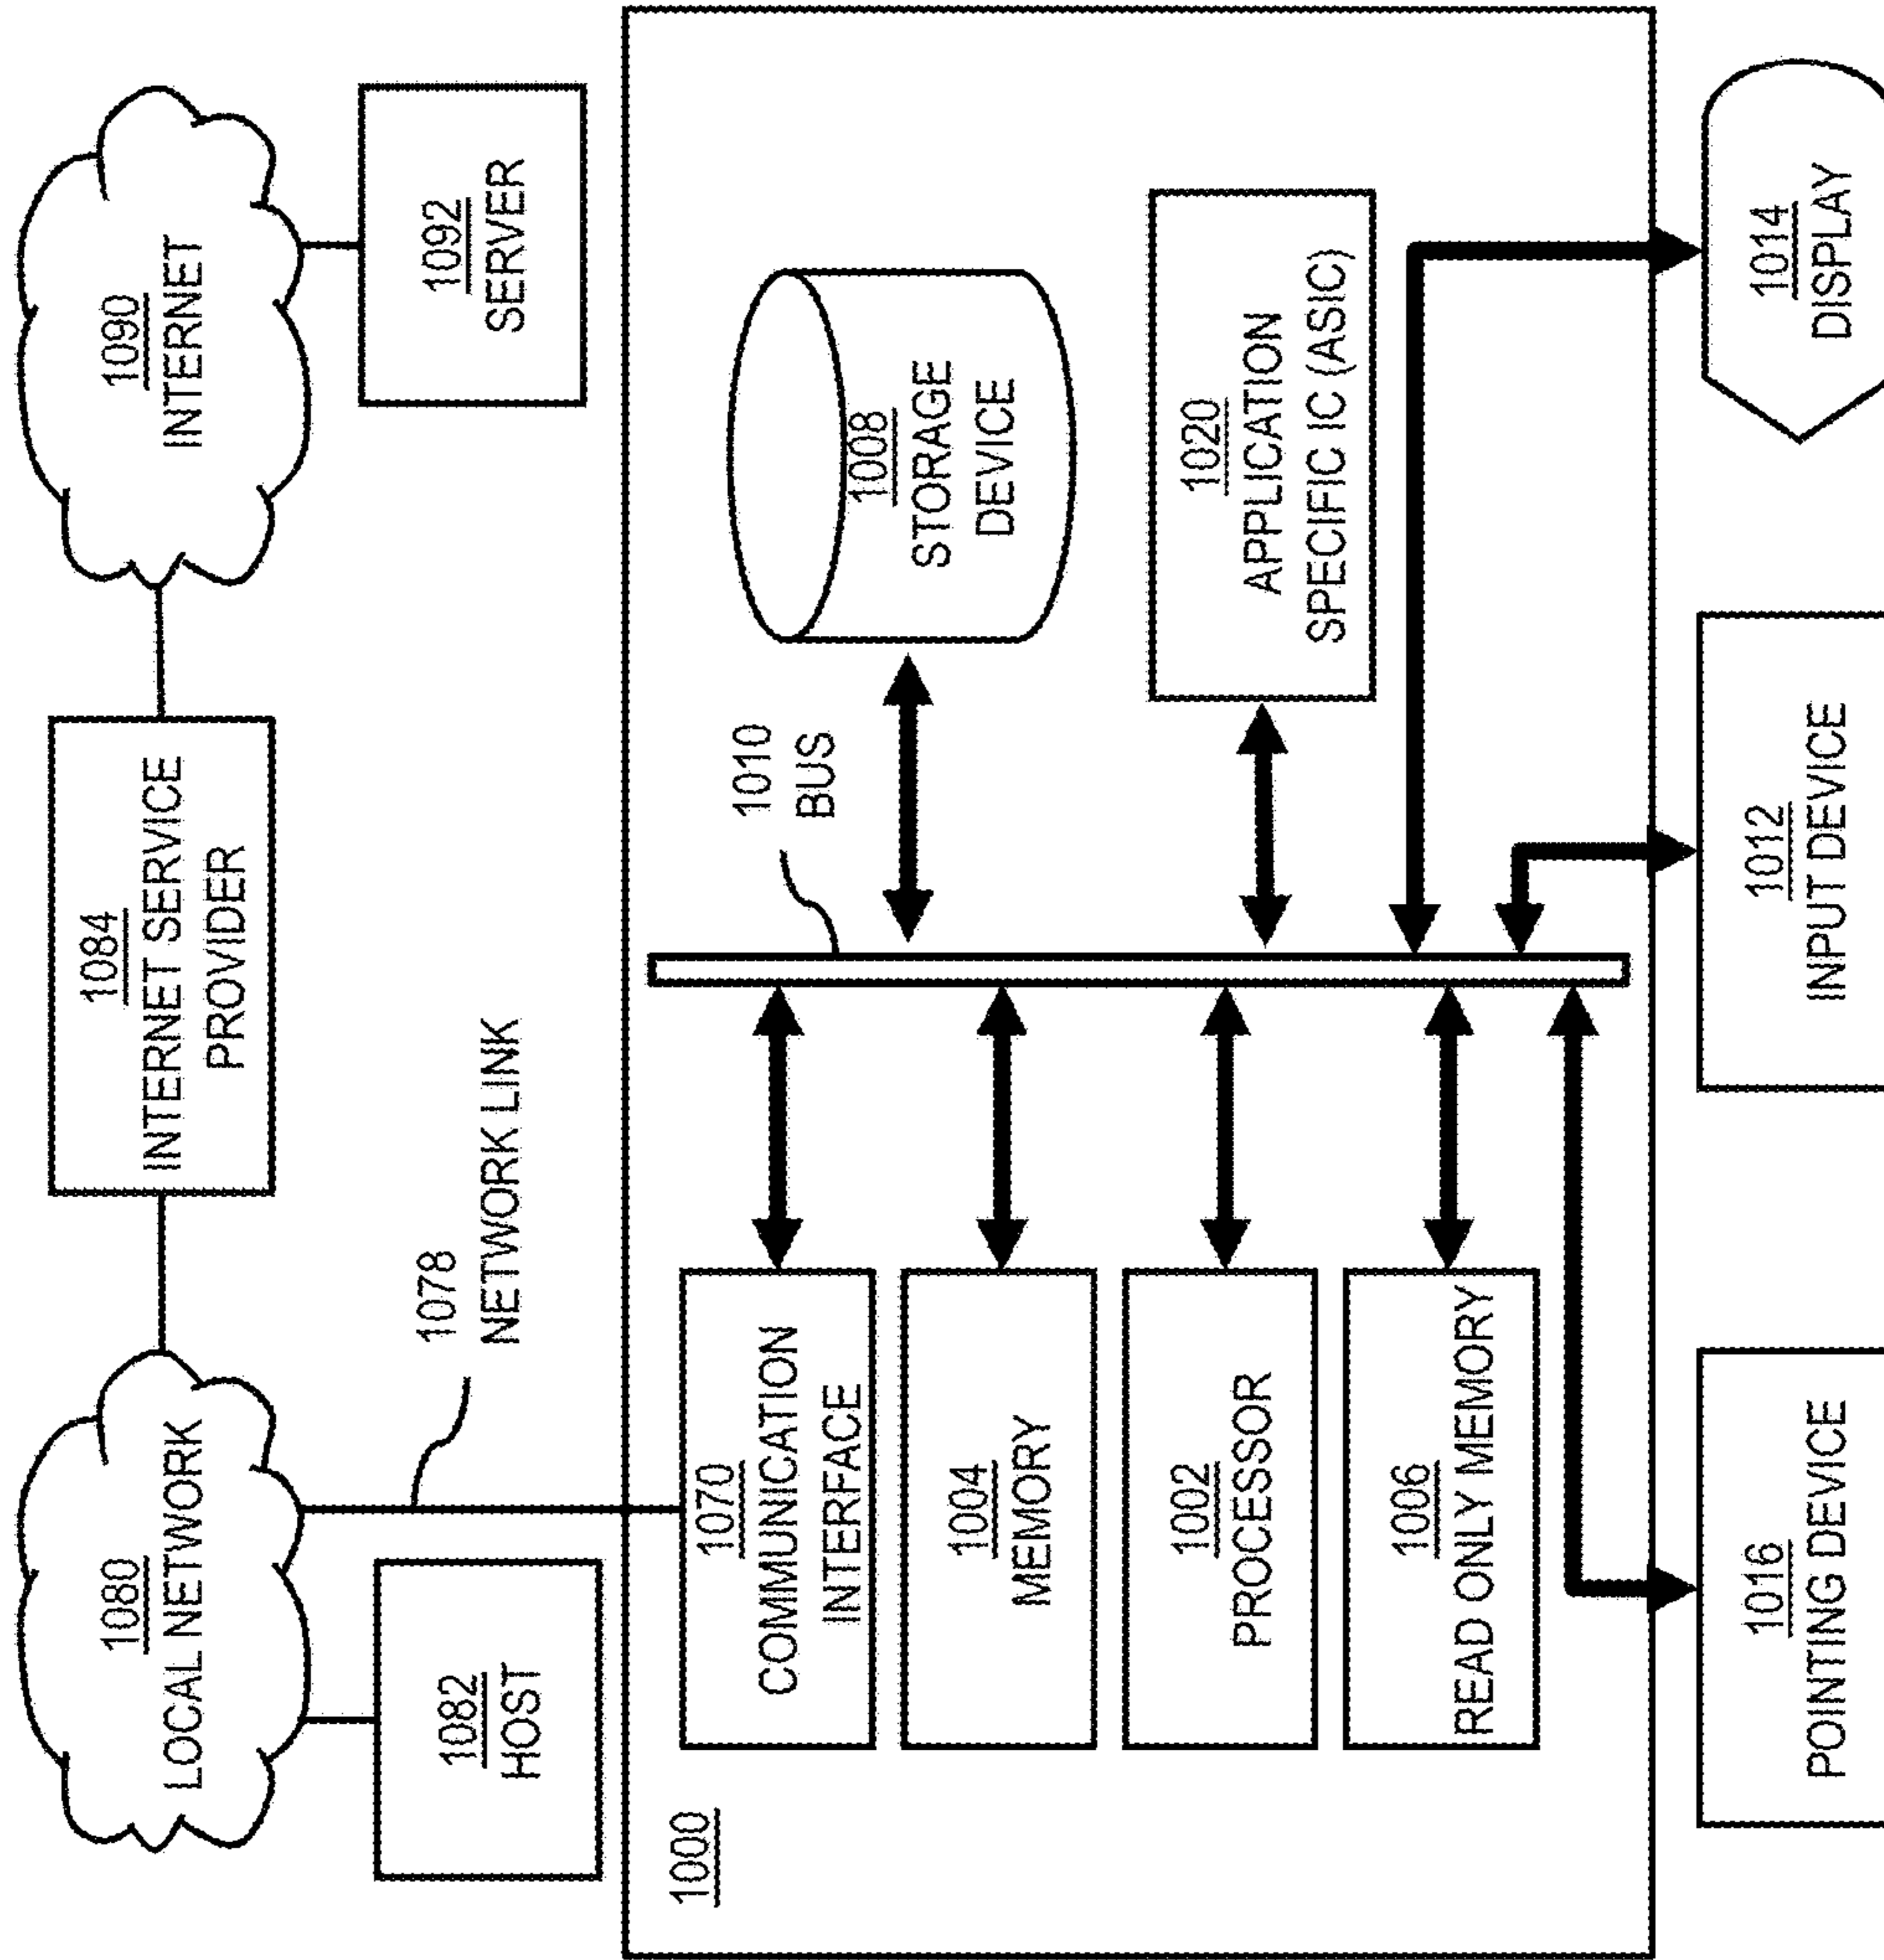 1080
LOCAL NETWORK
1084
INTERNET SERVICE
PROVIDER
1090
INTERNET
1082
HOST
1078
NETWORK LINK
1092
SERVER
1000
1070
COMMUNICATION
INTERFACE
1010
BUS
1008
STORAGE
DEVICE
1004
MEMORY
1002
PROCESSOR
1020
APPLICATION
SPECIFIC IC (ASIC)
1006
READ ONLY MEMORY
1016
POINTING DEVICE
1012
INPUT DEVICE
1014
DISPLAY